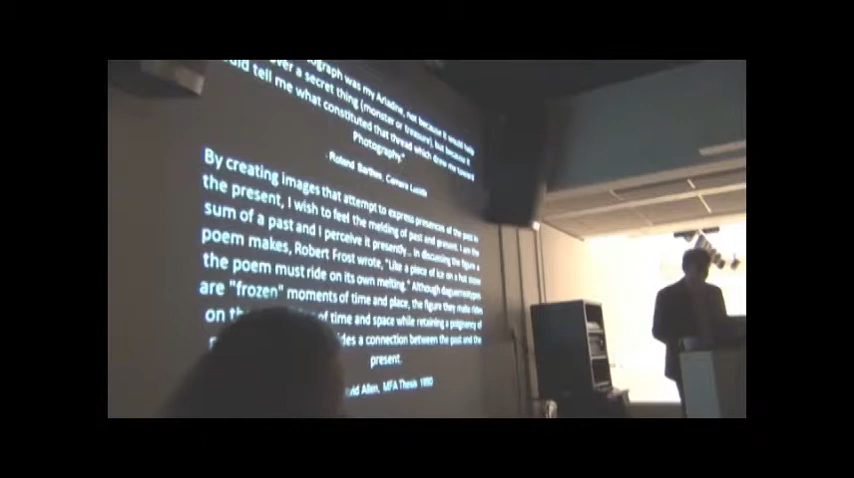 ograph was my Ariadne, not because it would help
over a secret thing (monster or treasure), but because it
uld tell me what constituted that thread which drew me toward
Photography."
- Roland Barthes, Camera Lucida
By creating images that attempt to express presences of the past in
the present, I wish to feel the melding of past and present. I am the
sum of a past and I perceive it presently... in discussing the figure a
poem makes, Robert Frost wrote, "Like a piece of ice on a hot stove
the poem must ride on its own melting." Although daguerreotypes
are "frozen" moments of time and place, the figure they make rides
on the of time and space while retaining a poignancy of
ides a connection between the past and the
present.
vid Allen, MFA Thesis